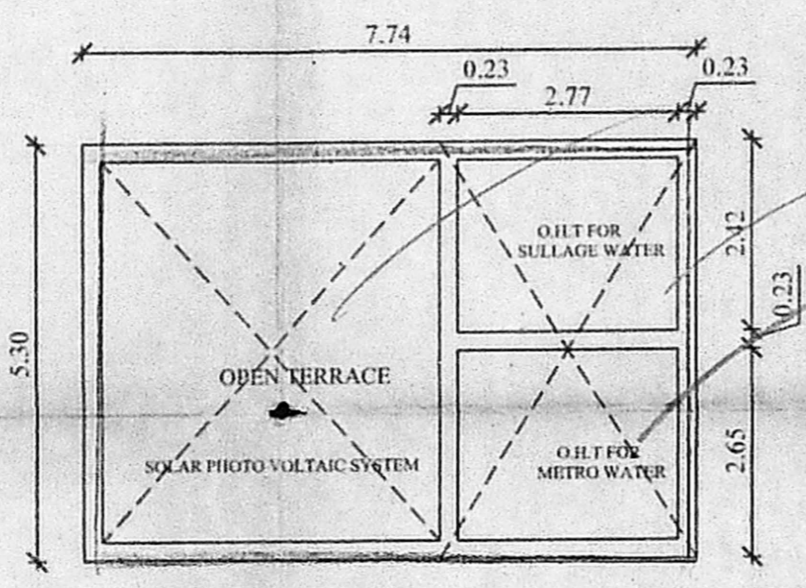 7.74
0.23
0.23
2.77
O.H.T FOR
SULLAGE WATER
2.42
0.23
5.30
OPEN TERRACE
SOLAR PHOTO VOLTAIC SYSTEM
O.H.T FOR
METRO WATER
2.65